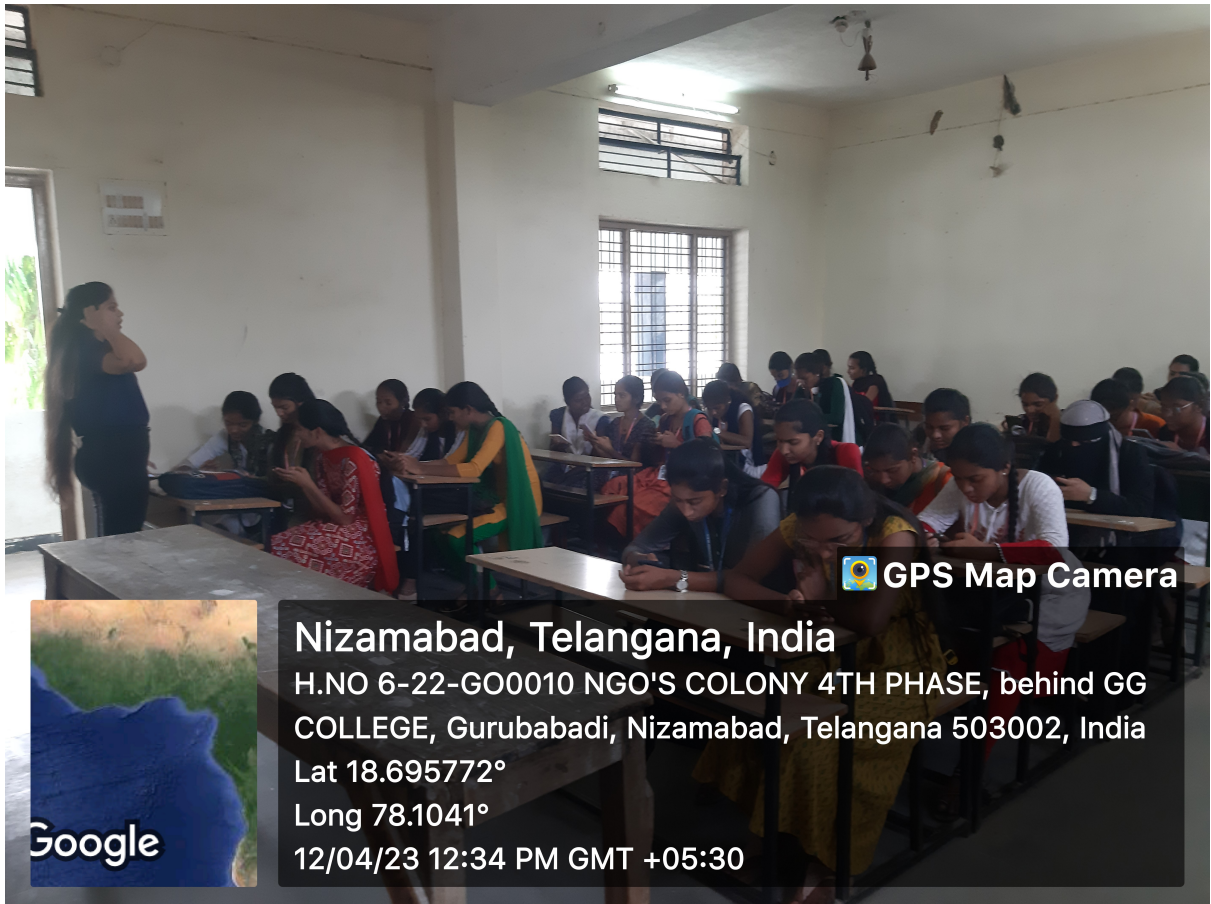 GPS Map Camera
Nizamabad, Telangana, India
H.NO 6-22-GO0010 NGO'S COLONY 4TH PHASE, behind GG
COLLEGE, Gurubabadi, Nizamabad, Telangana 503002, India
Lat 18.695772°
Long 78.1041°
12/04/23 12:34 PM GMT +05:30
Google